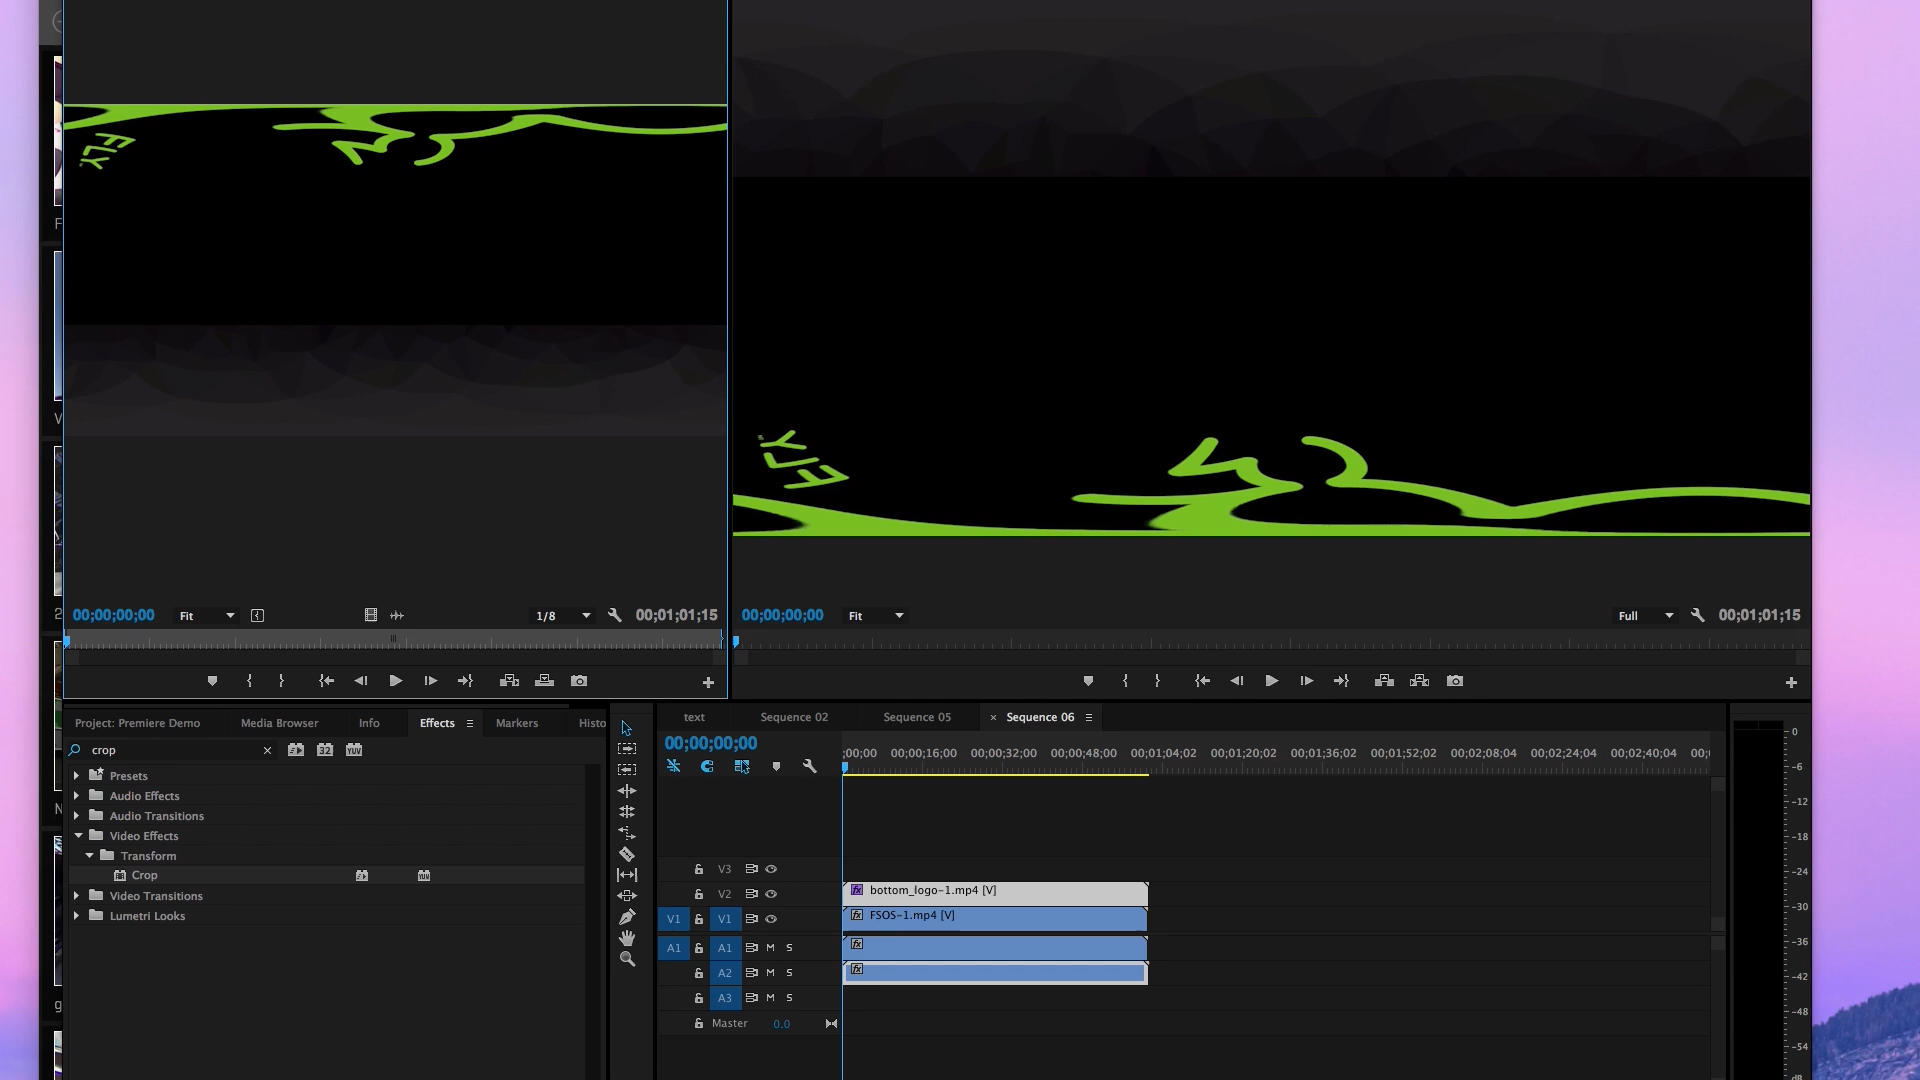 FLY
FLY
F
V
2
N
g
00;00;00;00 Fit 1/8 00;01;01;15
00;00;00;00 Fit Full 00;01;01;15
Project: Premiere Demo Media Browser Info Effects Markers Histo
crop
Presets
Audio Effects
Audio Transitions
Video Effects
Transform
Crop
Video Transitions
Lumetri Looks
text Sequence 02 Sequence 05 × Sequence 06
00;00;00;00
;00;00 00;00;16;00 00;00;32;00 00;00;48;00 00;01;04;02 00;01;20;02 00;01;36;02 00;01;52;02 00;02;08;04 00;02;24;04 00;02;40;04 00;
V3
V2 bottom_logo-1.mp4 [V]
V1 V1 FSOS-1.mp4 [V]
A1 A1 M S
A2 M S
A3 M S
Master 0.0
0
-6
-12
-18
-24
-30
-36
-42
-48
-54
dB